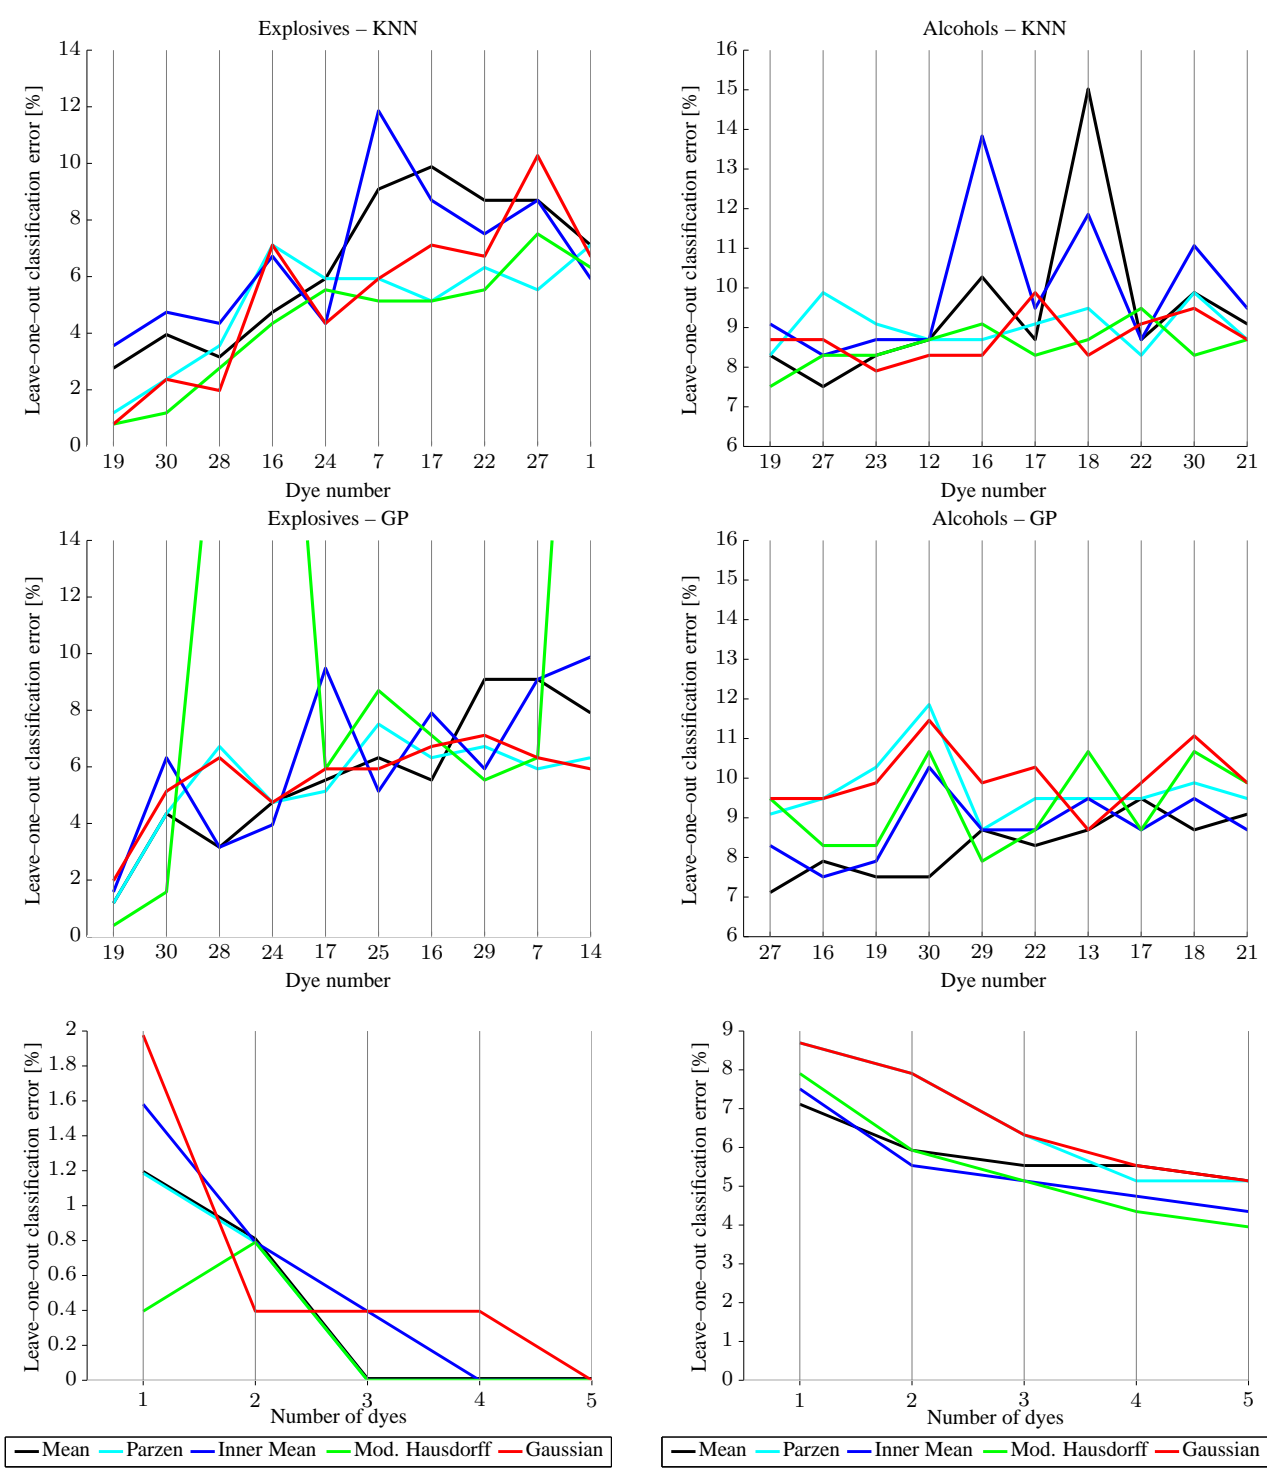 Explosives – KNN
Leave–one–out classification error [%]
14
12
10
8
6
4
2
0
19 30 28 16 24 7 17 22 27 1
Dye number
Alcohols – KNN
Leave–one–out classification error [%]
16
15
14
13
12
11
10
9
8
7
6
19 27 23 12 16 17 18 22 30 21
Dye number
Explosives – GP
Leave–one–out classification error [%]
14
12
10
8
6
4
2
0
19 30 28 24 17 25 16 29 7 14
Dye number
Alcohols – GP
Leave–one–out classification error [%]
16
15
14
13
12
11
10
9
8
7
6
27 16 19 30 29 22 13 17 18 21
Dye number
Leave–one–out classification error [%]
2
1.8
1.6
1.4
1.2
1
0.8
0.6
0.4
0.2
0
1 2 3 4 5
Number of dyes
Mean Parzen Inner Mean Mod. Hausdorff Gaussian
Leave–one–out classification error [%]
9
8
7
6
5
4
3
2
1
0
1 2 3 4 5
Number of dyes
Mean Parzen Inner Mean Mod. Hausdorff Gaussian